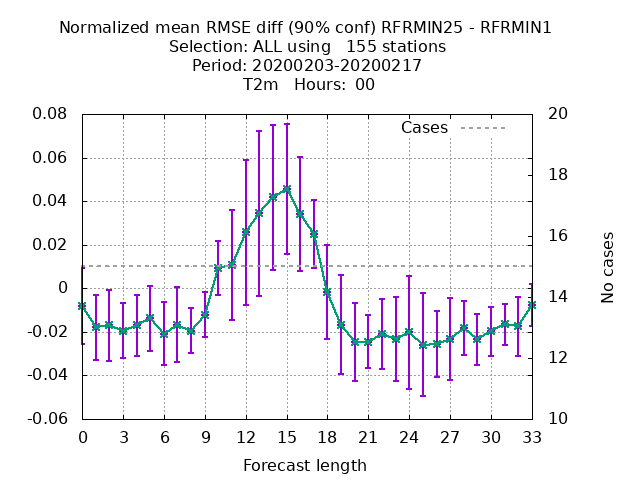 Normalized mean RMSE diff (90% conf) RFRMIN25 - RFRMIN1
Selection: ALL using   155 stations
Period: 20200203-20200217
T2m   Hours:  00
0.08
0.06
0.04
0.02
0
-0.02
-0.04
-0.06
Cases
20
18
16
14
12
10
No cases
0 3 6 9 12 15 18 21 24 27 30 33
Forecast length